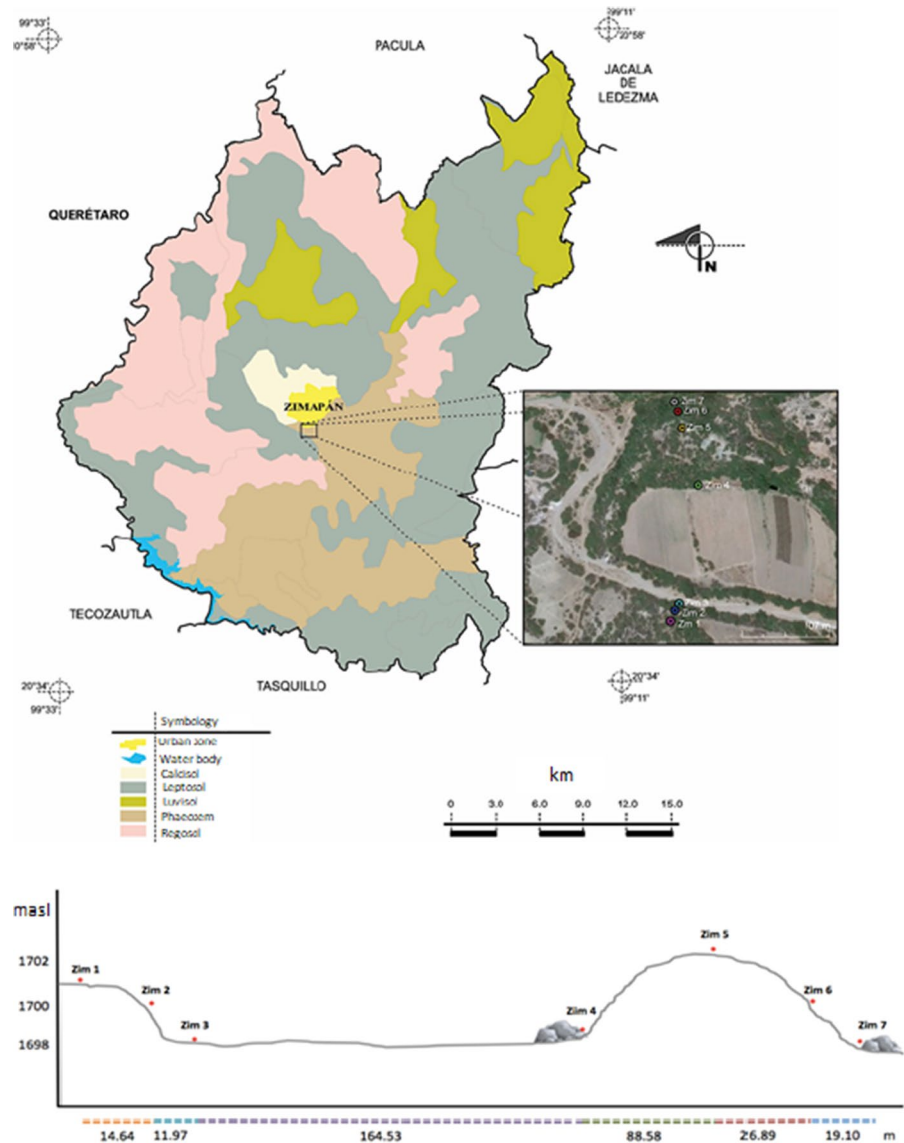 99°33'
20°58'
PACULA
99°11'
20°58'
JACALA
DE
LEDEZMA
QUERÉTARO
N
ZIMAPÁN
Zim 7
Zim 6
Zim 5
Zim 4
Zim 3
Zim 2
Zim 1
TECOZAUTLA
TASQUILLO
20°34'
99°33'
20°34'
99°11'
Symbology
Urban zone
Water body
Calcisol
Leptosol
Luvisol
Phaeozem
Regosol
km
0 3.0 6.0 9.0 12.0 15.0
masl
1702
1700
1698
Zim 1
Zim 2
Zim 3
Zim 4
Zim 5
Zim 6
Zim 7
14.64 11.97 164.53 88.58 26.89 19.10 m